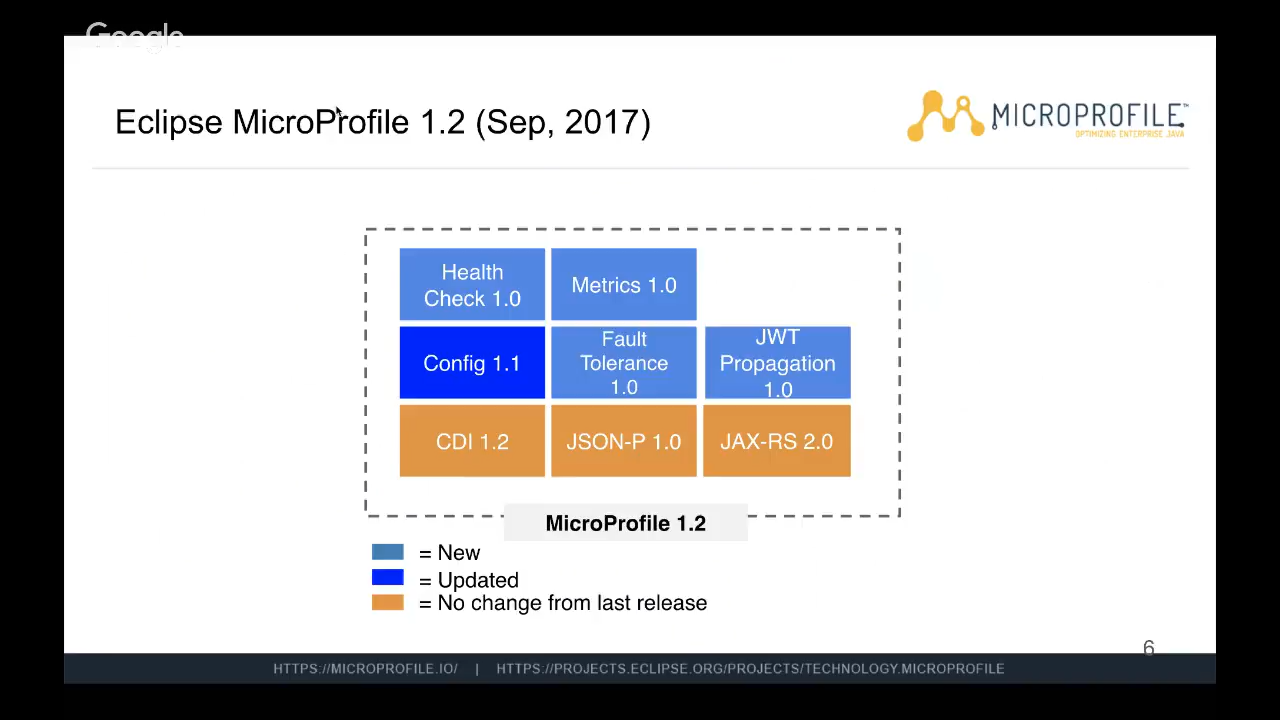 Google
Eclipse MicroProfile 1.2 (Sep, 2017)
MICROPROFILE™
OPTIMIZING ENTERPRISE JAVA
Health
Check 1.0
Metrics 1.0
Config 1.1
Fault
Tolerance
1.0
JWT
Propagation
1.0
CDI 1.2
JSON-P 1.0
JAX-RS 2.0
MicroProfile 1.2
= New
= Updated
= No change from last release
6
HTTPS://MICROPROFILE.IO/ | HTTPS://PROJECTS.ECLIPSE.ORG/PROJECTS/TECHNOLOGY.MICROPROFILE